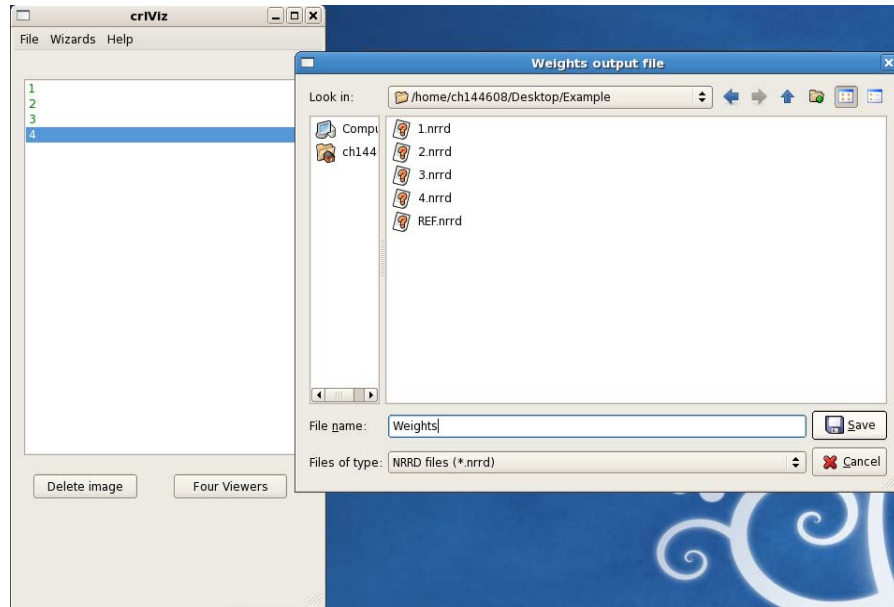 crlViz
File Wizards Help
1
2
3
4
Delete image
Four Viewers
Weights output file
Look in:
/home/ch144608/Desktop/Example
Compu
ch144
1.nrrd
2.nrrd
3.nrrd
4.nrrd
REF.nrrd
File name:
Weights
Save
Files of type:
NRRD files (*.nrrd)
Cancel